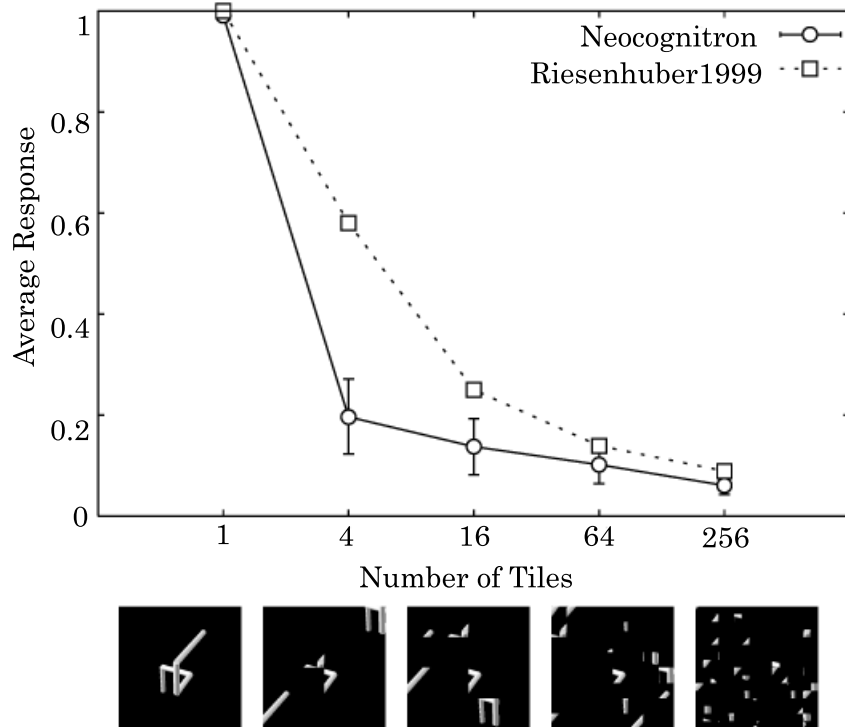 1
0.8
0.6
0.4
0.2
0
Average Response
Neocognitron
Riesenhuber1999
1 4 16 64 256
Number of Tiles